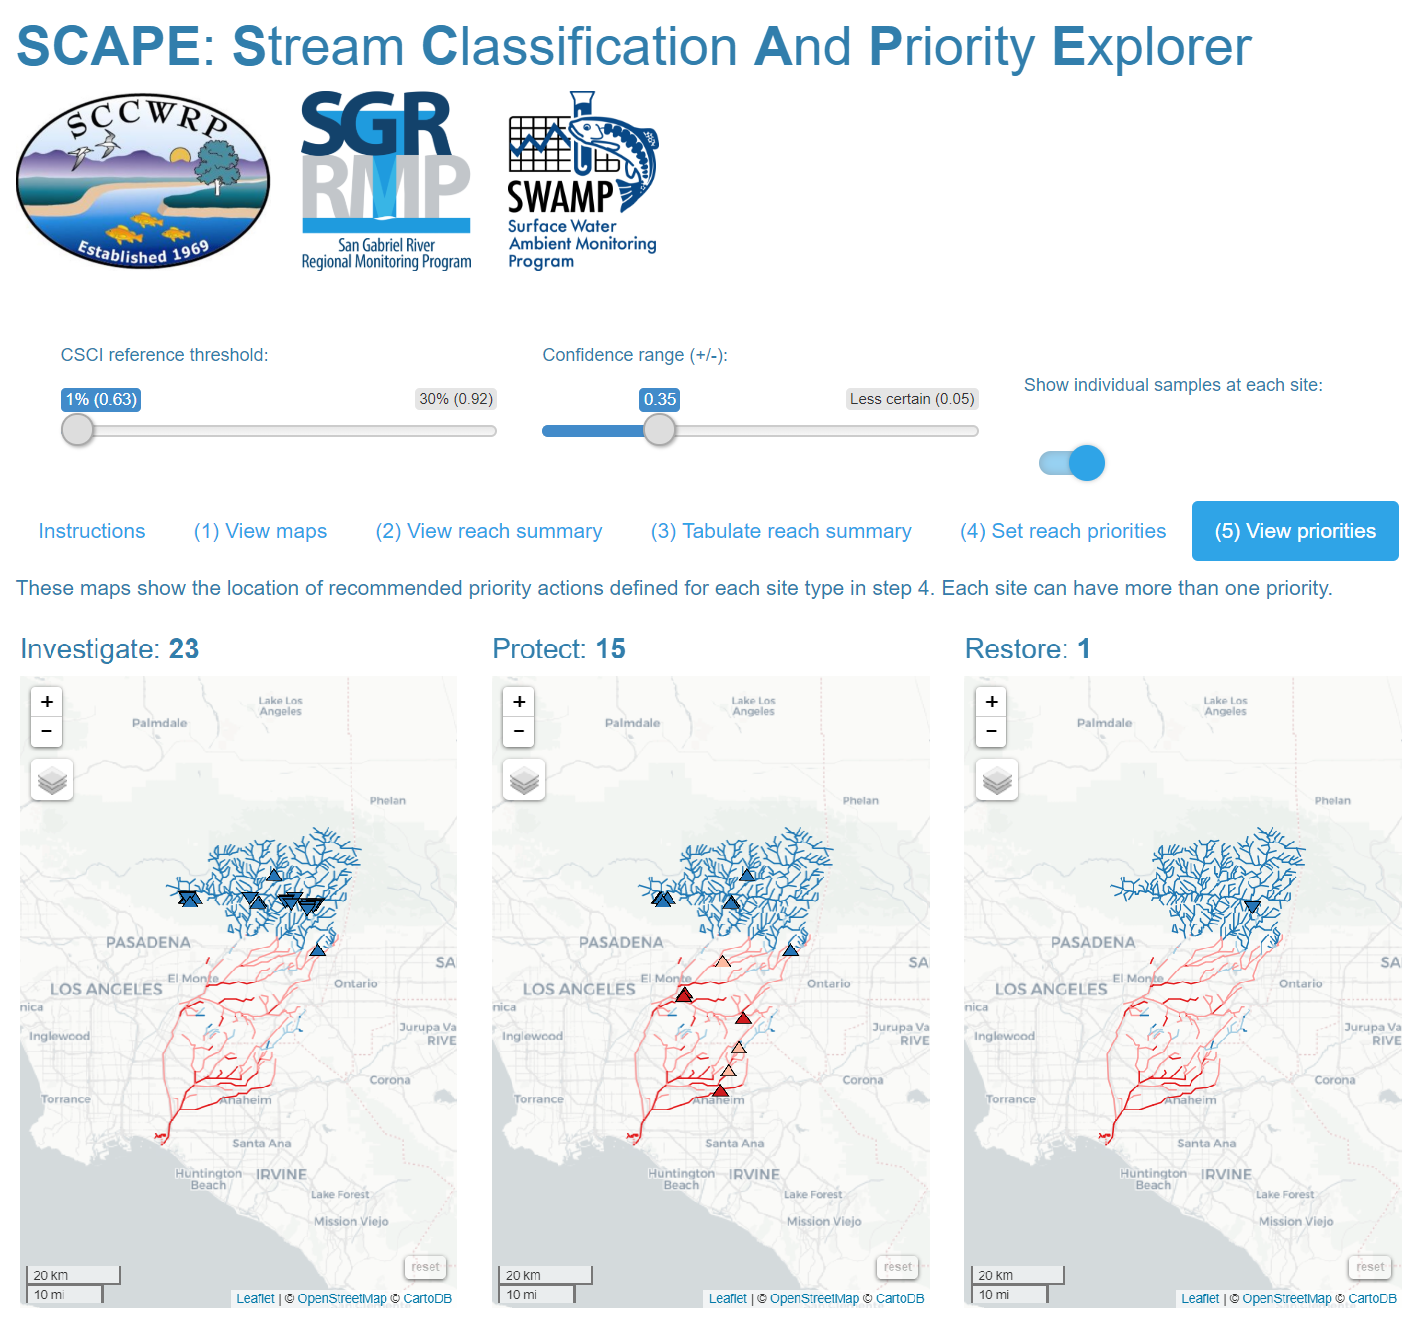 SCAPE: Stream Classification And Priority Explorer
SCCWRP
Established 1969
SGR
RMP
San Gabriel River
Regional Monitoring Program
SWAMP
Surface Water
Ambient Monitoring
Program
CSCI reference threshold:
1% (0.63)
30% (0.92)
Confidence range (+/-):
0.35
Less certain (0.05)
Show individual samples at each site:
Instructions
(1) View maps
(2) View reach summary
(3) Tabulate reach summary
(4) Set reach priorities
(5) View priorities
These maps show the location of recommended priority actions defined for each site type in step 4. Each site can have more than one priority.
Investigate: 23
+
−
Lake Los
Angeles
Palmdale
Phelan
PASADENA
SA
El Monte
LOS ANGELES
Ontario
nica
Inglewood
Jurupa Va
RIVE
Corona
Torrance
Anaheim
Santa Ana
Huntington
Beach
IRVINE
Lake Forest
Mission Viejo
reset
20 km
10 mi
Leaflet | © OpenStreetMap © CartoDB
Protect: 15
+
−
Lake Los
Angeles
Palmdale
Phelan
PASADENA
SA
El Monte
LOS ANGELES
Ontario
nica
Inglewood
Jurupa Va
RIVE
Corona
Torrance
Anaheim
Santa Ana
Huntington
Beach
IRVINE
Lake Forest
Mission Viejo
reset
20 km
10 mi
Leaflet | © OpenStreetMap © CartoDB
Restore: 1
+
−
Lake Los
Angeles
Palmdale
Phelan
PASADENA
SA
El Monte
LOS ANGELES
Ontario
nica
Inglewood
Jurupa Va
RIVE
Corona
Torrance
Anaheim
Santa Ana
Huntington
Beach
IRVINE
Lake Forest
Mission Viejo
reset
20 km
10 mi
Leaflet | © OpenStreetMap © CartoDB